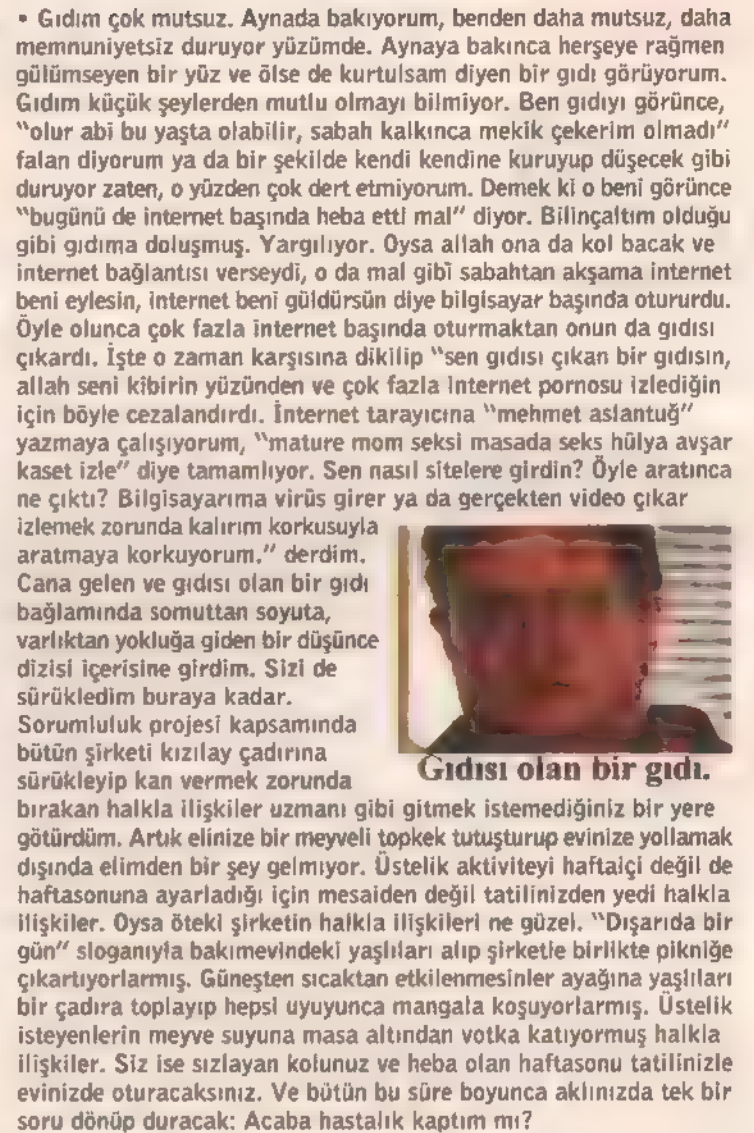 • Gıdım çok mutsuz. Aynada bakıyorum, benden daha mutsuz, daha
memnuniyetsiz duruyor yüzümde. Aynaya bakınca herşeye rağmen
gülümseyen bir yüz ve ölse de kurtulsam diyen bir gıdı görüyorum.
Gıdım küçük şeylerden mutlu olmayı bilmiyor. Ben gıdıyı görünce,
"olur abi bu yaşta olabilir, sabah kalkınca mekik çekerim olmadı"
falan diyorum ya da bir şekilde kendi kendine kuruyup düşecek gibi
duruyor zaten, o yüzden çok dert etmiyorum. Demek ki o beni görünce
"bugünü de internet başında heba etti mal" diyor. Bilinçaltım olduğu
gibi gıdıma doluşmuş. Yargılıyor. Oysa allah ona da kol bacak ve
internet bağlantısı verseydi, o da mal gibi sabahtan akşama internet
beni eylesin, internet beni güldürsün diye bilgisayar başında otururdu.
Öyle olunca çok fazla internet başında oturmaktan onun da gıdısı
çıkardı. İşte o zaman karşısına dikilip "sen gıdısı çıkan bir gıdısın,
allah seni kibirin yüzünden ve çok fazla internet pornosu izlediğin
için böyle cezalandırdı. İnternet tarayıcına "mehmet aslantuğ"
yazmaya çalışıyorum, "mature mom seksi masada seks hülya avşar
kaset izle" diye tamamlıyor. Sen nasıl sitelere girdin? Öyle aratınca
ne çıktı? Bilgisayarıma virüs girer ya da gerçekten video çıkar
izlemek zorunda kalırım korkusuyla
aratmaya korkuyorum." derdim.
Cana gelen ve gıdısı olan bir gıdı
bağlamında somuttan soyuta,
varlıktan yokluğa giden bir düşünce
dizisi içerisine girdim. Sizi de
sürükledim buraya kadar.
Sorumluluk projesi kapsamında
bütün şirketi kızılay çadırına
sürükleyip kan vermek zorunda
Gıdısı olan bir gıdı.
bırakan halkla ilişkiler uzmanı gibi gitmek istemediğiniz bir yere
götürdüm. Artık elinize bir meyveli topkek tutuşturup evinize yollamak
dışında elimden bir şey gelmiyor. Üstelik aktiviteyi haftaiçi değil de
haftasonuna ayarladığı için mesaiden değil tatilinizden yedi halkla
ilişkiler. Oysa öteki şirketin halkla ilişkileri ne güzel. "Dışarıda bir
gün" sloganıyla bakımevindeki yaşlıları alıp şirketle birlikte pikniğe
çıkartıyorlarmış. Güneşten sıcaktan etkilenmesinler ayağına yaşlıları
bir çadıra toplayıp hepsi uyuyunca mangala koşuyorlarmış. Üstelik
isteyenlerin meyve suyuna masa altından votka katıyormuş halkla
ilişkiler. Siz ise sızlayan kolunuz ve heba olan haftasonu tatilinizle
evinizde oturacaksınız. Ve bütün bu süre boyunca aklınızda tek bir
soru dönüp duracak: Acaba hastalık kaptım mı?